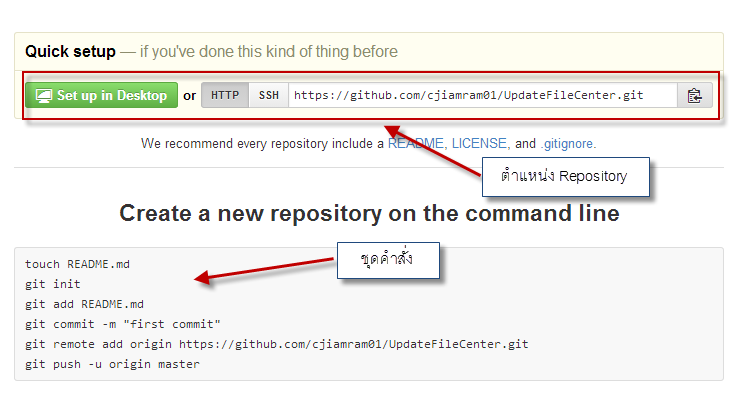 Quick setup — if you've done this kind of thing before
Set up in Desktop or HTTP SSH https://github.com/cjiamram01/UpdateFileCenter.git
We recommend every repository include a README, LICENSE, and .gitignore.
ตำแหน่ง Repository
Create a new repository on the command line
ชุดคำสั่ง
touch README.md
git init
git add README.md
git commit -m "first commit"
git remote add origin https://github.com/cjiamram01/UpdateFileCenter.git
git push -u origin master